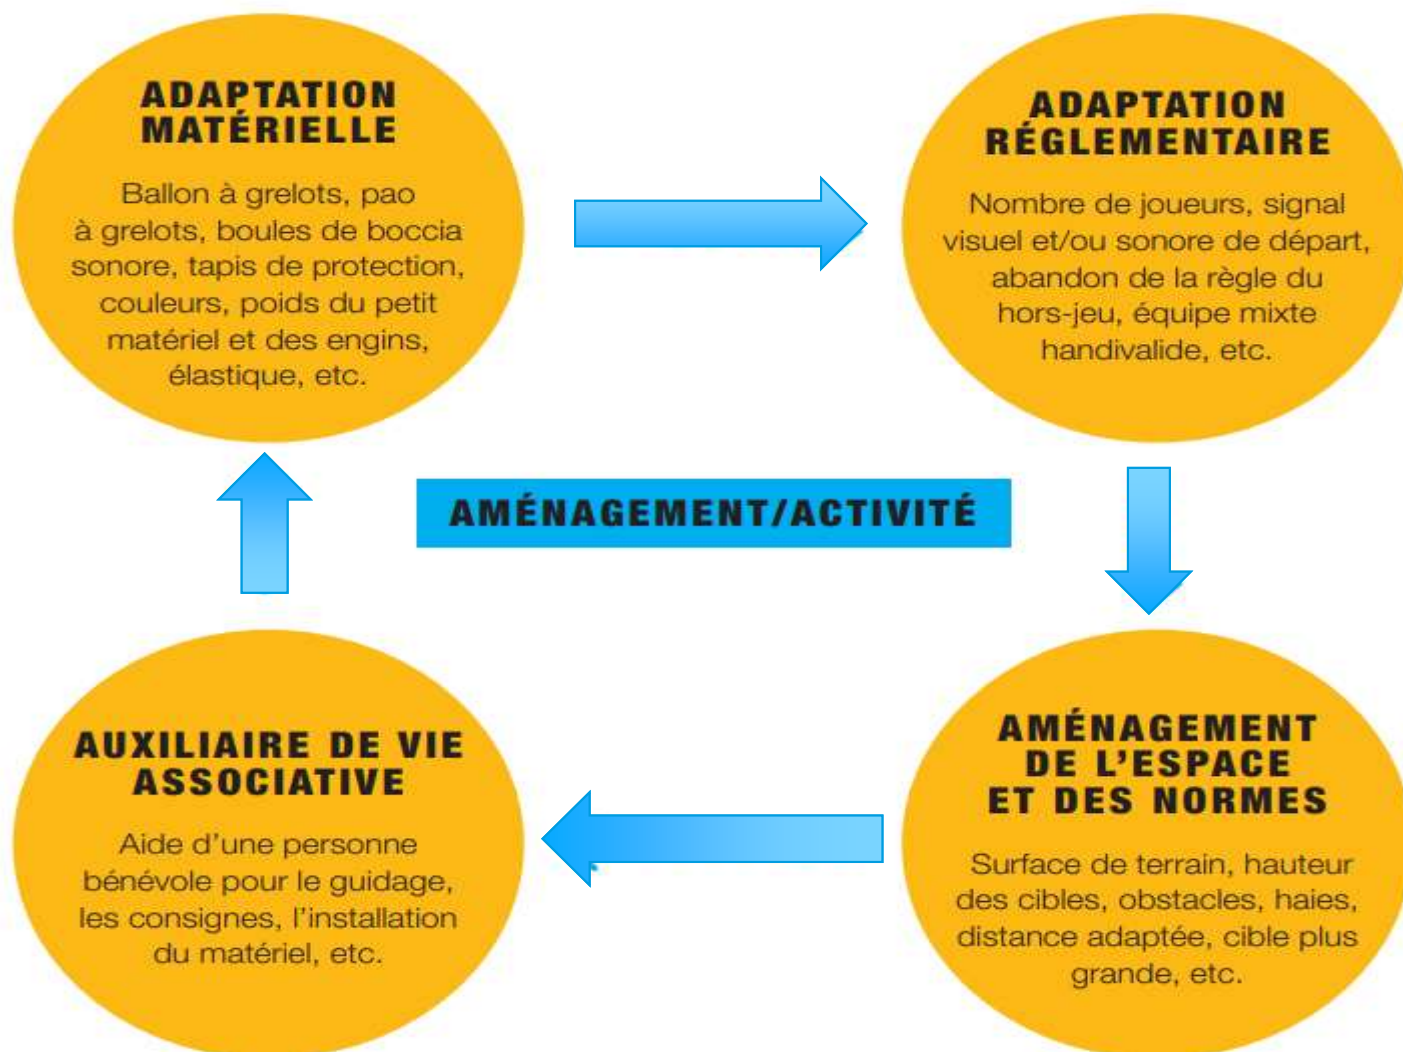 ADAPTATION
MATÉRIELLE
Ballon à grelots, pao
à grelots, boules de boccia
sonore, tapis de protection,
couleurs, poids du petit
matériel et des engins,
élastique, etc.
ADAPTATION
RÉGLEMENTAIRE
Nombre de joueurs, signal
visuel et/ou sonore de départ,
abandon de la règle du
hors-jeu, équipe mixte
handivalide, etc.
AMÉNAGEMENT/ACTIVITÉ
AUXILIAIRE DE VIE
ASSOCIATIVE
Aide d'une personne
bénévole pour le guidage,
les consignes, l'installation
du matériel, etc.
AMÉNAGEMENT
DE L'ESPACE
ET DES NORMES
Surface de terrain, hauteur
des cibles, obstacles, haies,
distance adaptée, cible plus
grande, etc.